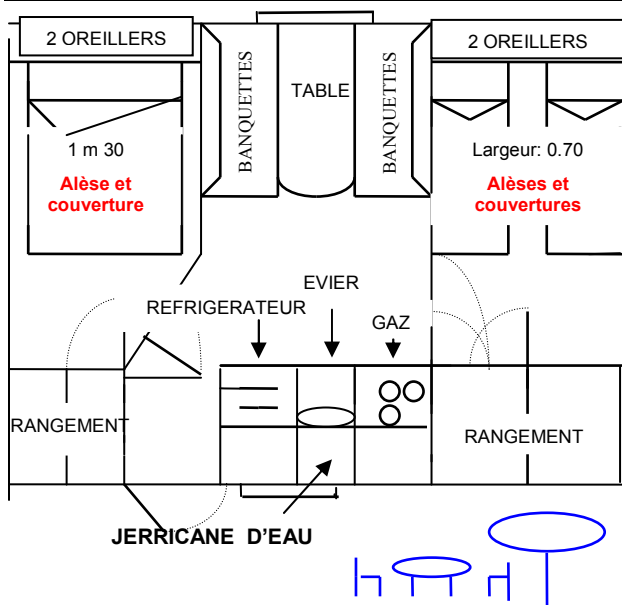 2 OREILLERS
2 OREILLERS
BANQUETTES
TABLE
BANQUETTES
1 m 30
Largeur: 0.70
Alèse et
couverture
Alèses et
couvertures
EVIER
REFRIGERATEUR
GAZ
RANGEMENT
RANGEMENT
JERRICANE D'EAU